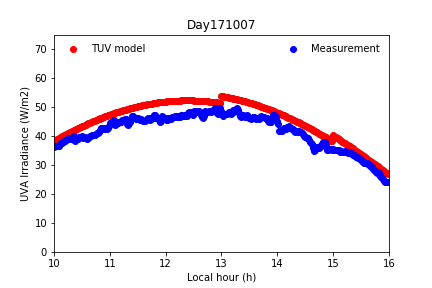 Day171007
TUV model
Measurement
UVA Irradiance (W/m2)
70
60
50
40
30
20
10
0
10 11 12 13 14 15 16
Local hour (h)